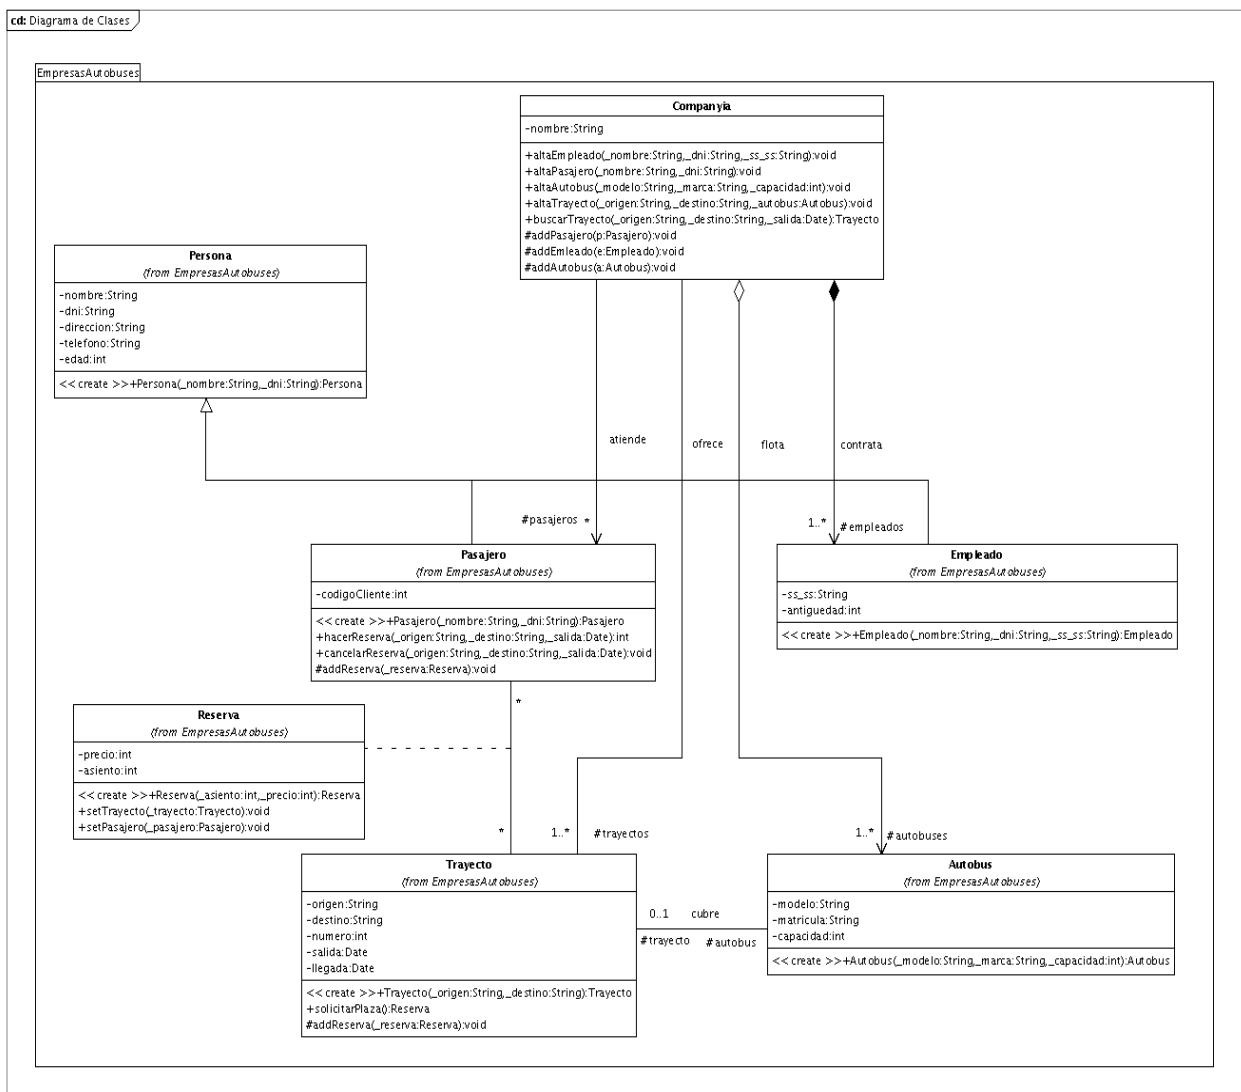 cd: Diagrama de Clases
EmpresasAutobuses
Companyia
-nombre:String
+altaEmpleado(_nombre:String,_dni:String,_ss_ss:String):void
+altaPasajero(_nombre:String,_dni:String):void
+altaAutobus(_modelo:String,_marca:String,_capacidad:int):void
+altaTrayecto(_origen:String,_destino:String,_autobus:Autobus):void
+buscarTrayecto(_origen:String,_destino:String,_salida:Date):Trayecto
#addPasajero(p:Pasajero):void
#addEmleado(e:Empleado):void
#addAutobus(a:Autobus):void
Persona
(from EmpresasAutobuses)
-nombre:String
-dni:String
-direccion:String
-telefono:String
-edad:int
<< create >>+Persona(_nombre:String,_dni:String):Persona
atiende
ofrece
flota
contrata
#pasajeros
*
1..*
#empleados
Pasajero
(from EmpresasAutobuses)
-codigoCliente:int
<< create >>+Pasajero(_nombre:String,_dni:String):Pasajero
+hacerReserva(_origen:String,_destino:String,_salida:Date):int
+cancelarReserva(_origen:String,_destino:String,_salida:Date):void
#addReserva(_reserva:Reserva):void
Empleado
(from EmpresasAutobuses)
-ss_ss:String
-antiguedad:int
<< create >>+Empleado(_nombre:String,_dni:String,_ss_ss:String):Empleado
*
Reserva
(from EmpresasAutobuses)
-precio:int
-asiento:int
<< create >>+Reserva(_asiento:int,_precio:int):Reserva
+setTrayecto(_trayecto:Trayecto):void
+setPasajero(_pasajero:Pasajero):void
*
1..*
#trayectos
1..*
#autobuses
Trayecto
(from EmpresasAutobuses)
-origen:String
-destino:String
-numero:int
-salida:Date
-llegada:Date
<< create >>+Trayecto(_origen:String,_destino:String):Trayecto
+solicitarPlaza():Reserva
#addReserva(_reserva:Reserva):void
0..1
cubre
#trayecto
#autobus
Autobus
(from EmpresasAutobuses)
-modelo:String
-matricula:String
-capacidad:int
<< create >>+Autobus(_modelo:String,_marca:String,_capacidad:int):Autobus